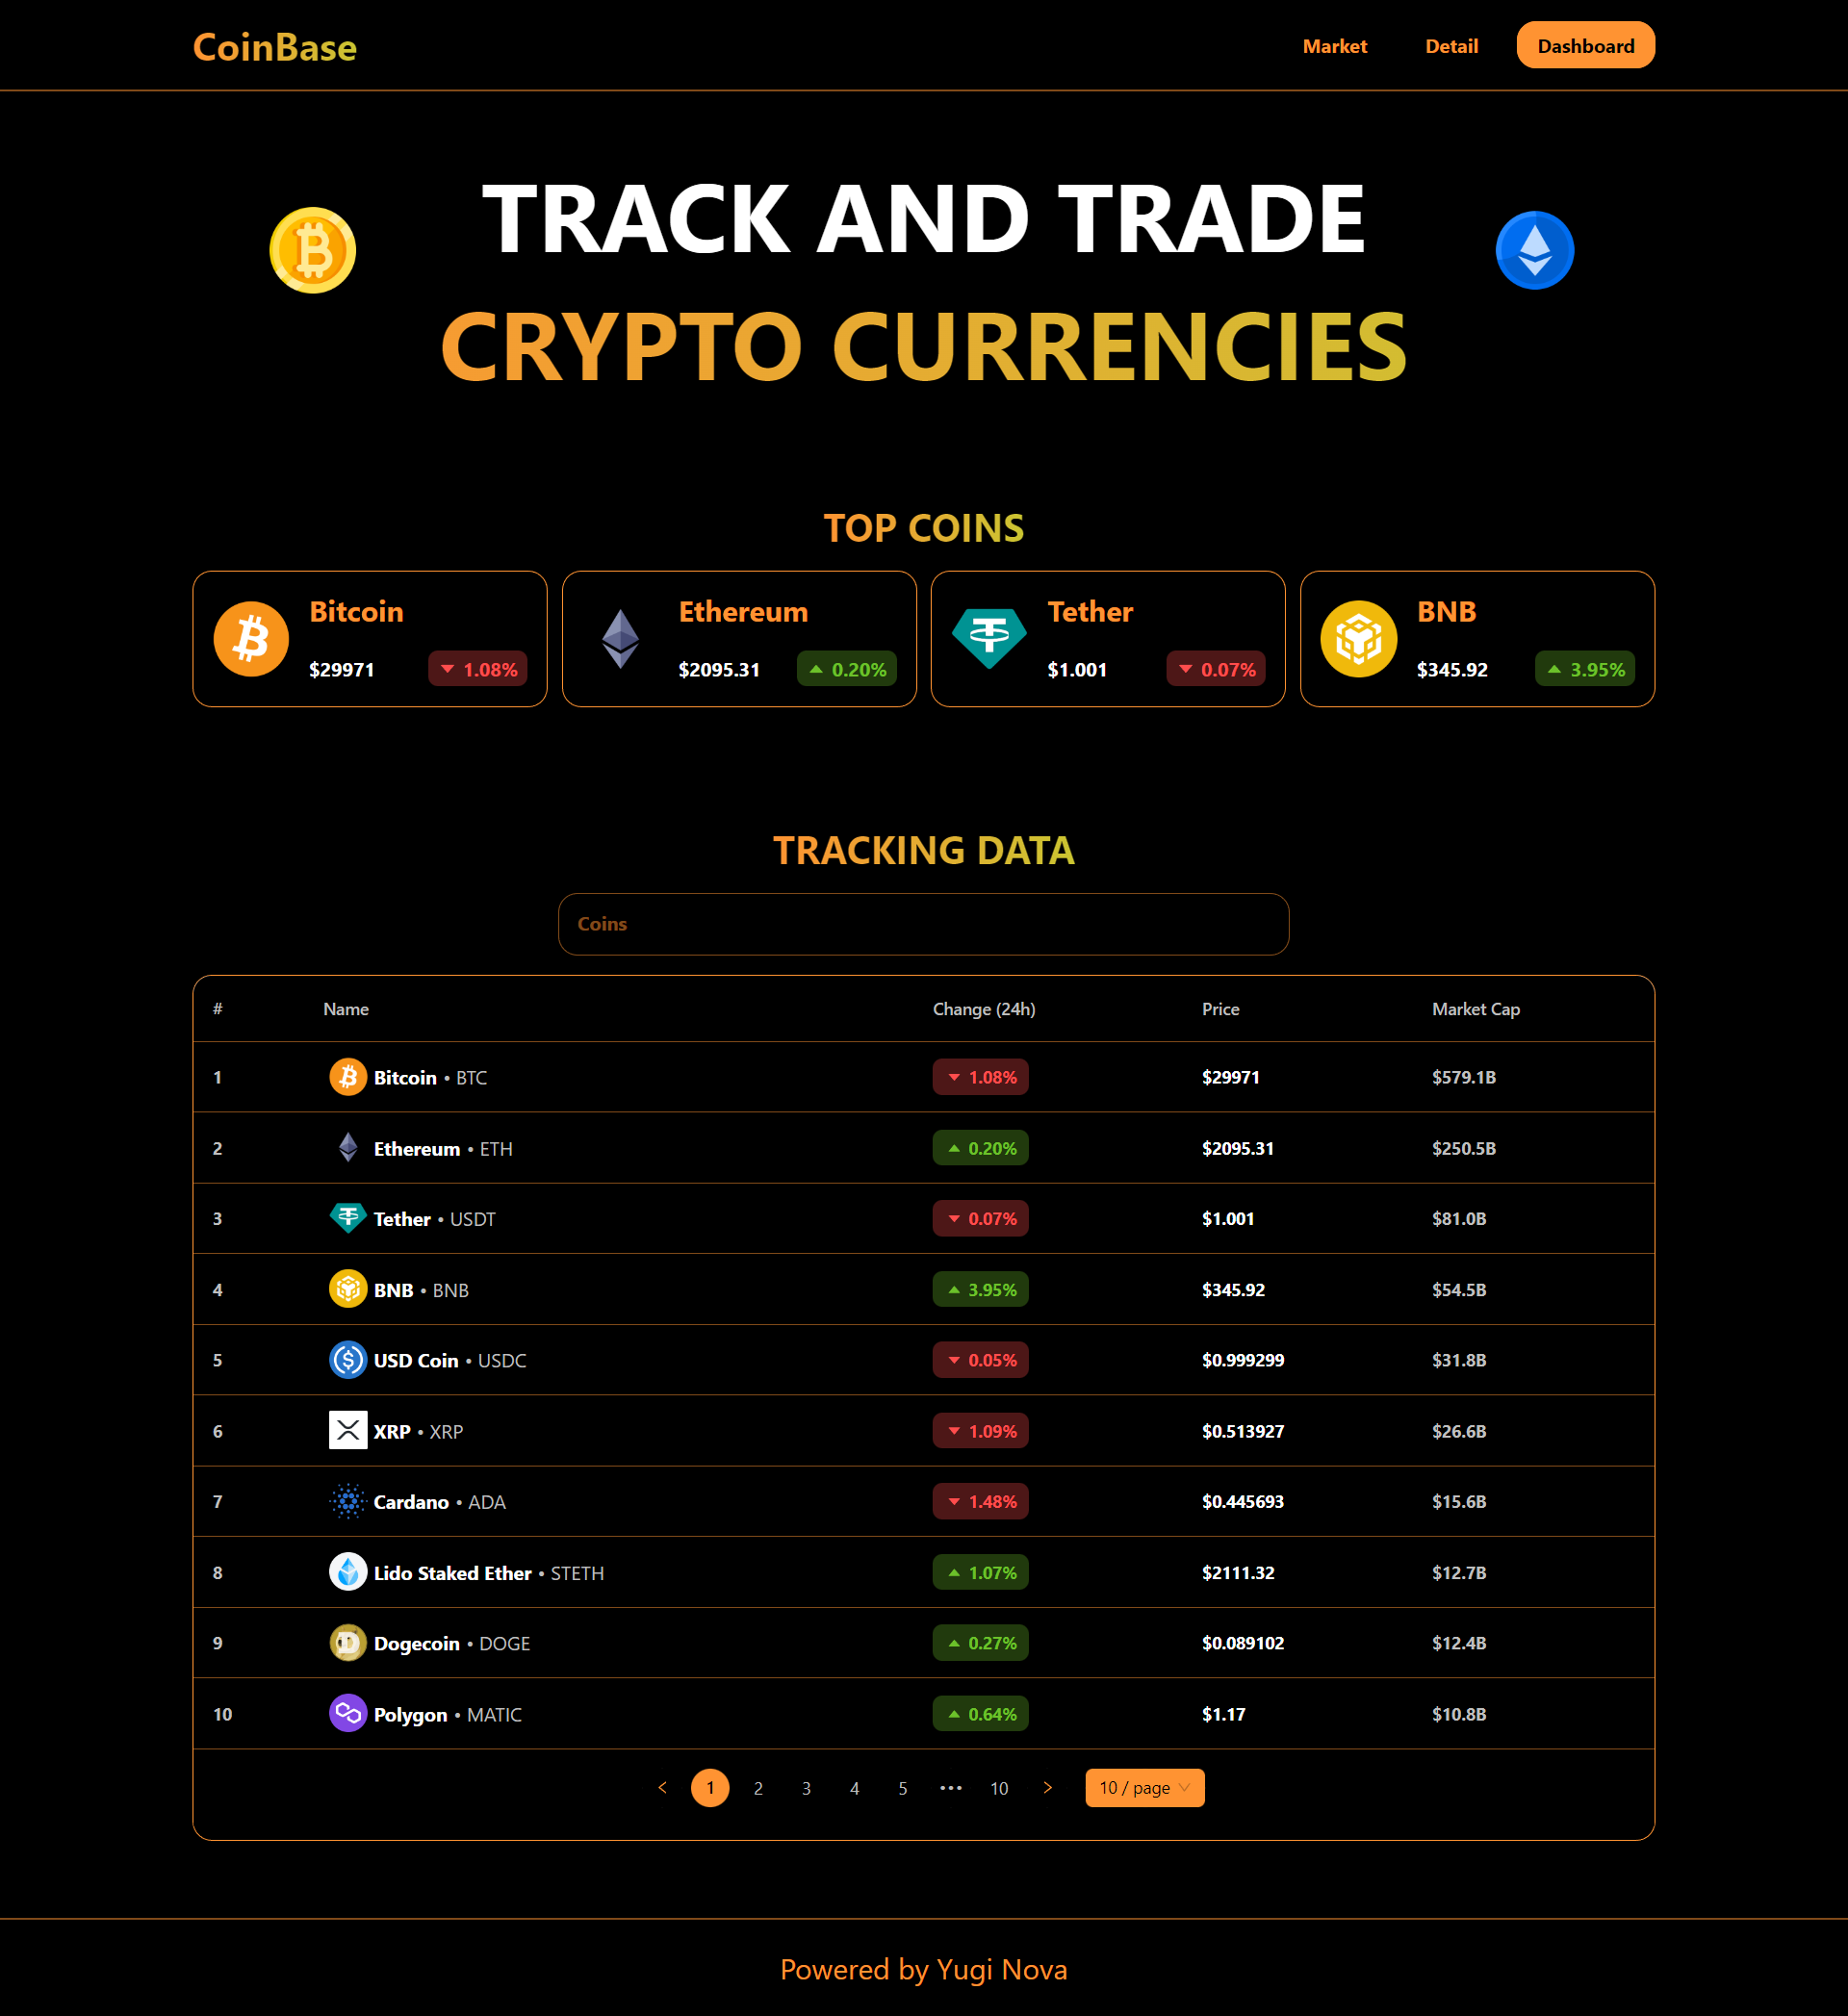 CoinBase Market Detail Dashboard
TRACK AND TRADE
CRYPTO CURRENCIES
TOP COINS
Bitcoin
$29971 1.08%
Ethereum
$2095.31 0.20%
Tether
$1.001 0.07%
BNB
$345.92 3.95%
TRACKING DATA
Coins
# Name Change (24h) Price Market Cap
1 Bitcoin • BTC 1.08% $29971 $579.1B
2 Ethereum • ETH 0.20% $2095.31 $250.5B
3 Tether • USDT 0.07% $1.001 $81.0B
4 BNB • BNB 3.95% $345.92 $54.5B
5 USD Coin • USDC 0.05% $0.999299 $31.8B
6 XRP • XRP 1.09% $0.513927 $26.6B
7 Cardano • ADA 1.48% $0.445693 $15.6B
8 Lido Staked Ether • STETH 1.07% $2111.32 $12.7B
9 Dogecoin • DOGE 0.27% $0.089102 $12.4B
10 Polygon • MATIC 0.64% $1.17 $10.8B
< 1 2 3 4 5 ••• 10 > 10 / page
Powered by Yugi Nova